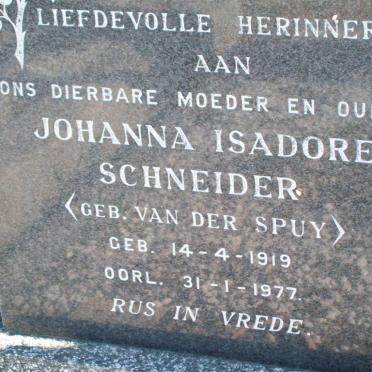 LIEFDEVOLLE HERINNER
AAN
ONS DIERBARE MOEDER EN OU
JOHANNA ISADORE
SCHNEIDER
<GEB. VAN DER SPUY>
GEB. 14-4-1919
OORL. 31-1-1977.
RUS IN VREDE.